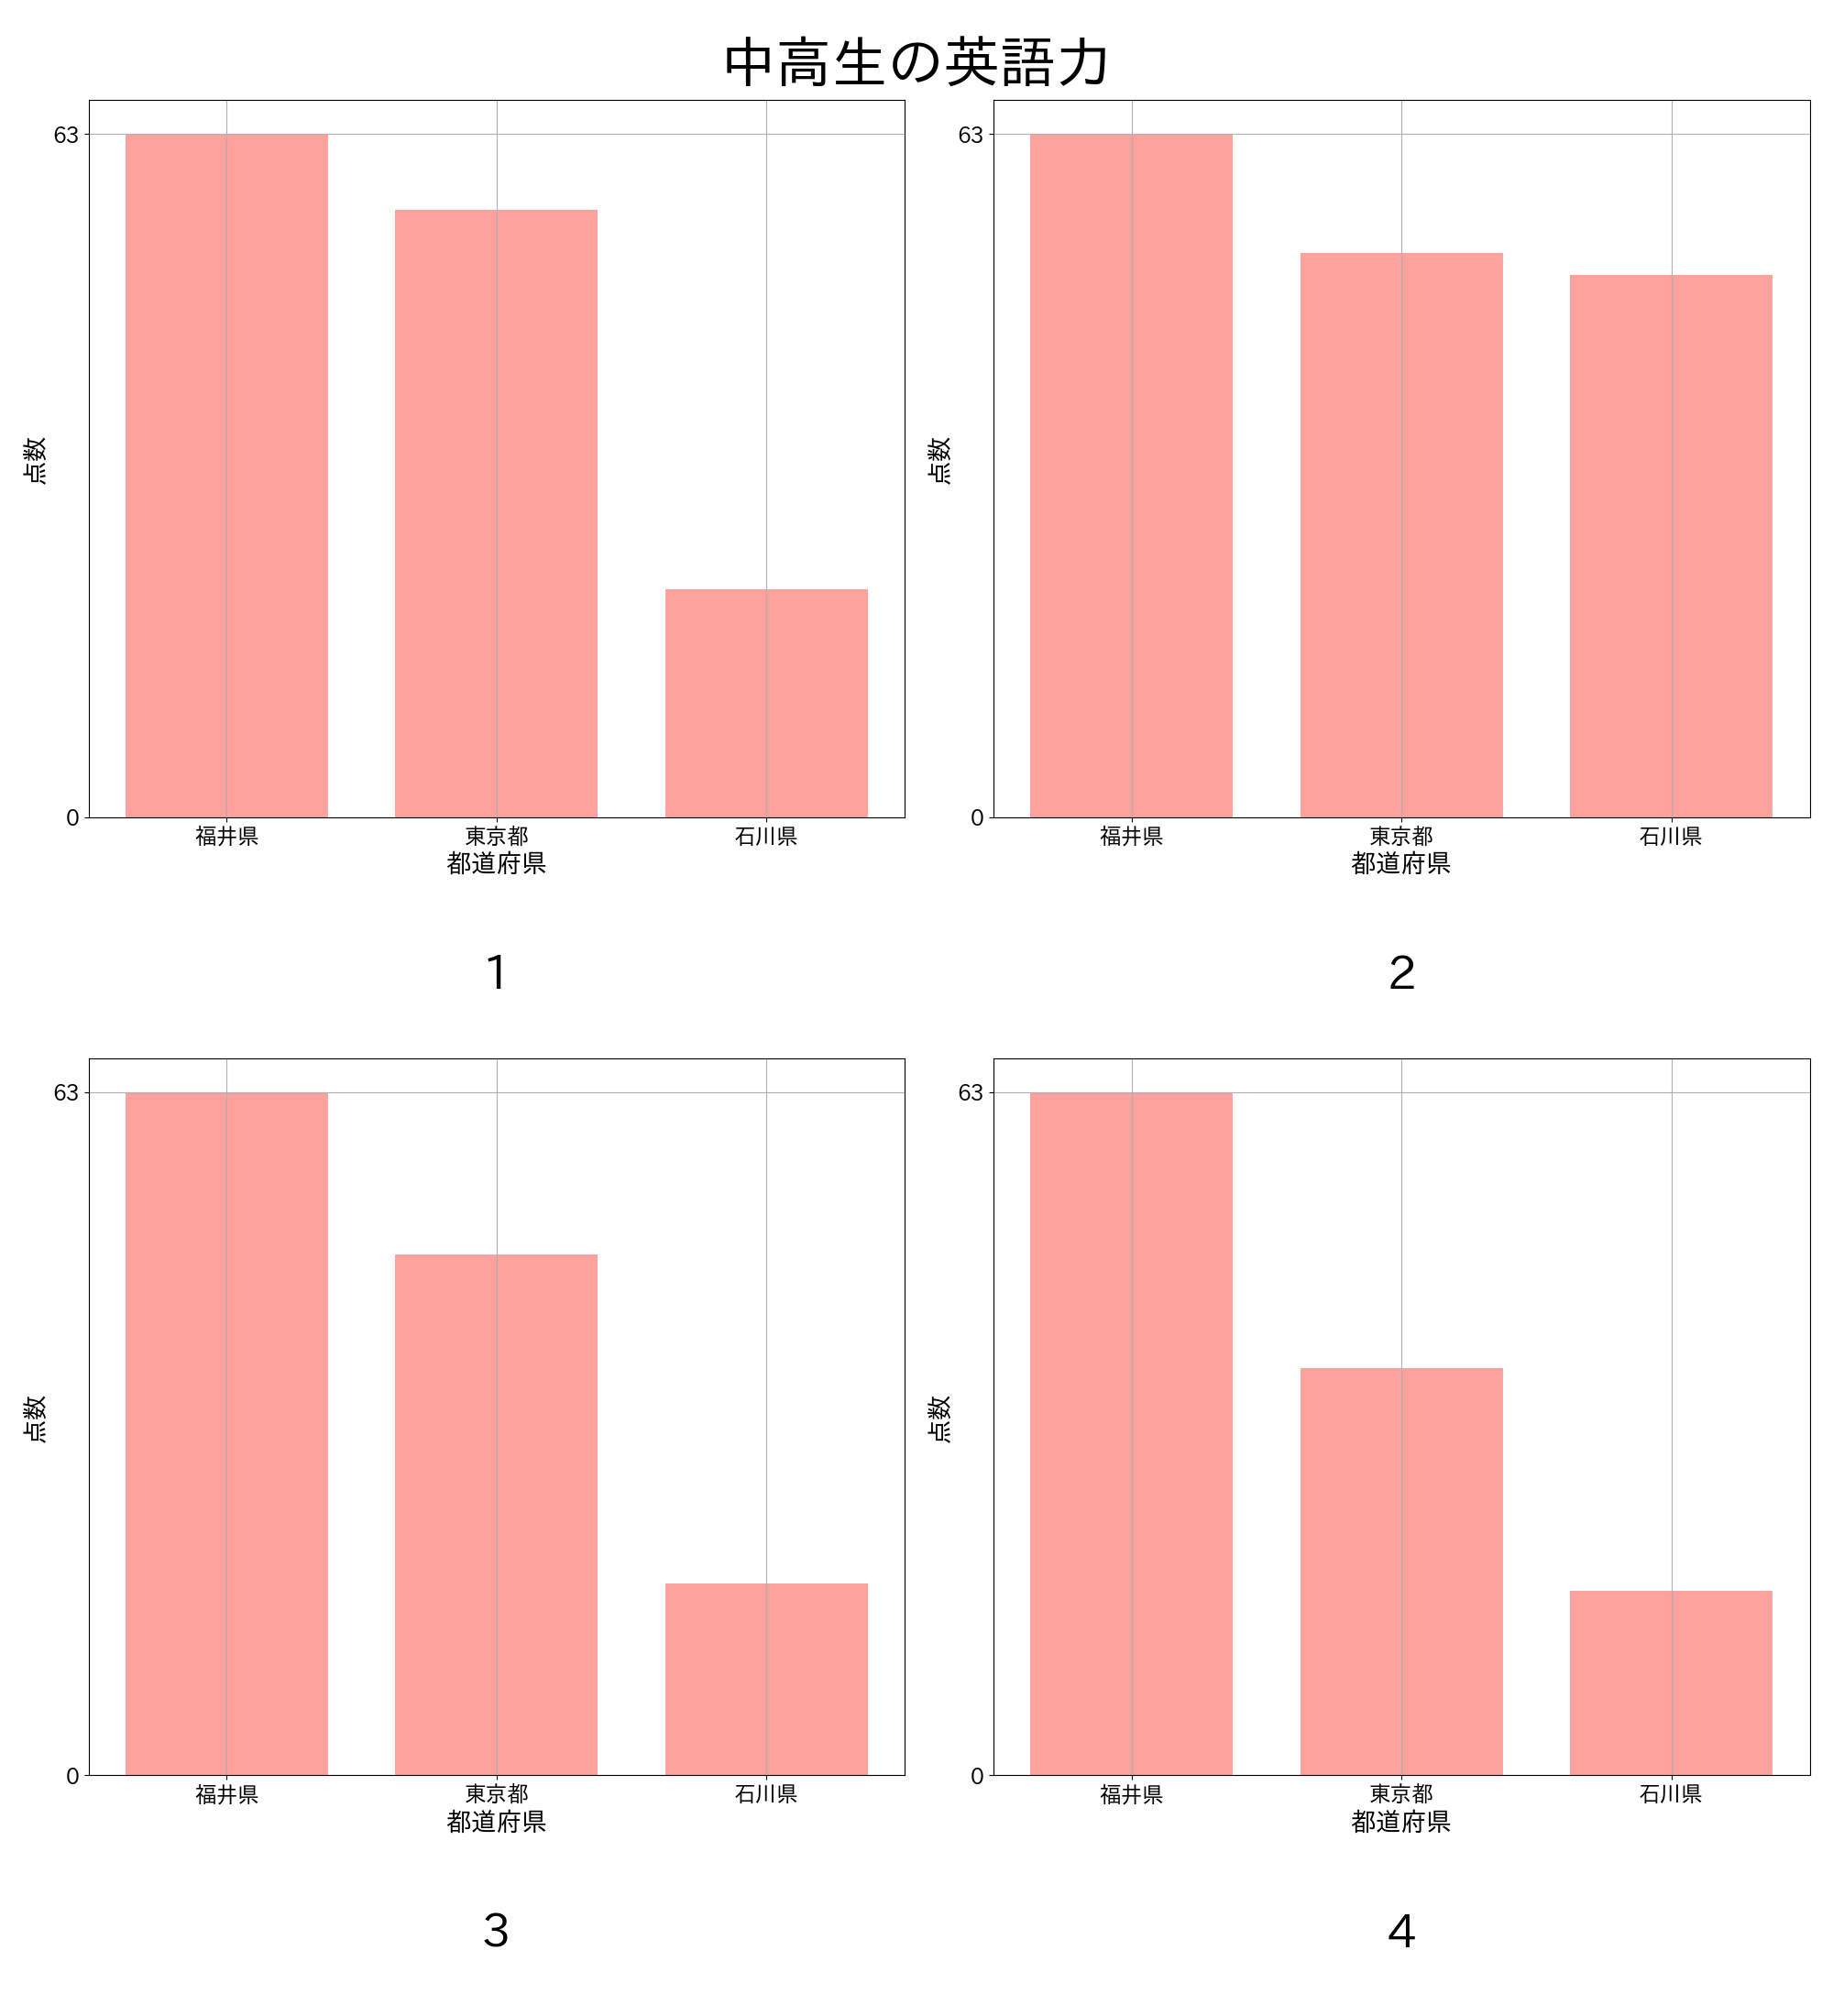 中高生の英語力
63
0
点数
福井県 東京都 石川県
都道府県
1
63
0
点数
福井県 東京都 石川県
都道府県
2
63
0
点数
福井県 東京都 石川県
都道府県
3
63
0
点数
福井県 東京都 石川県
都道府県
4